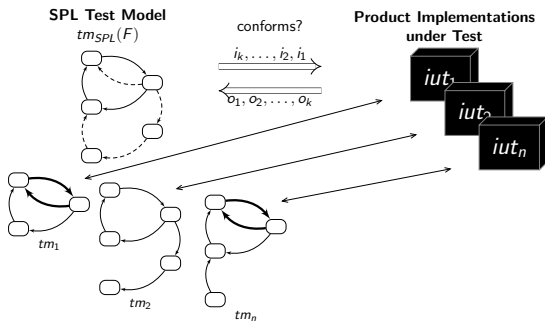 SPL Test Model
tm_SPL(F)
conforms?
i_k, . . . , i_2, i_1
o_1, o_2, . . . , o_k
Product Implementations
under Test
iut_1
iut_2
iut_n
tm_1
tm_2
tm_n